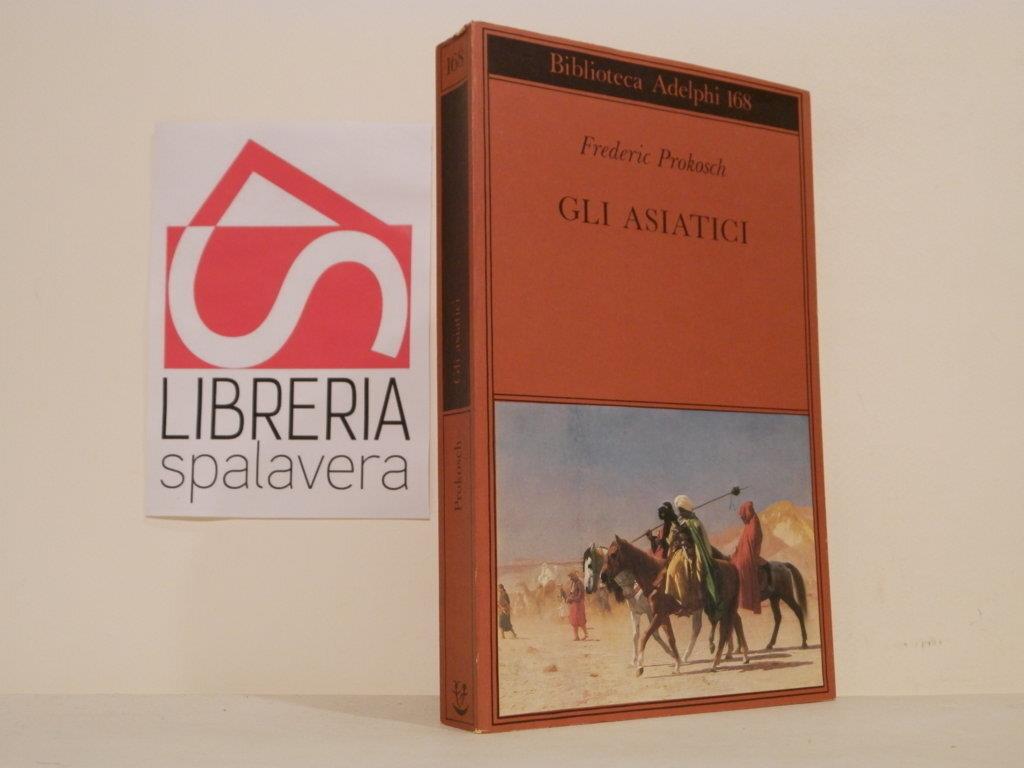 LIBRERIA
spalavera
168
Gli asiatici
Prokosch
Biblioteca Adelphi 168
Frederic Prokosch
GLI ASIATICI